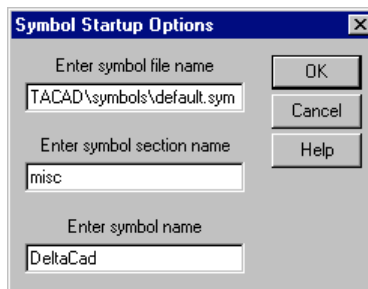 Symbol Startup Options
Enter symbol file name
OK
TACAD\symbols\default.sym
Cancel
Enter symbol section name
Help
misc
Enter symbol name
DeltaCad